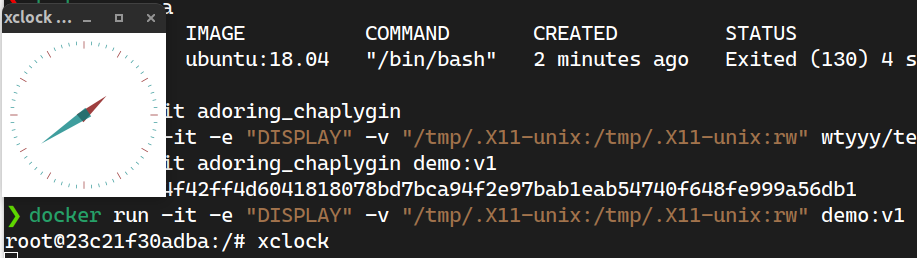 xclock ...
a
IMAGE COMMAND CREATED STATUS
ubuntu:18.04 "/bin/bash" 2 minutes ago Exited (130) 4 s
it adoring_chaplygin
-it -e "DISPLAY" -v "/tmp/.X11-unix:/tmp/.X11-unix:rw" wtyyy/te
it adoring_chaplygin demo:v1
4f42ff4d6041818078bd7bca94f2e97bab1eab54740f648fe999a56db1
❯ docker run -it -e "DISPLAY" -v "/tmp/.X11-unix:/tmp/.X11-unix:rw" demo:v1
root@23c21f30adba:/# xclock